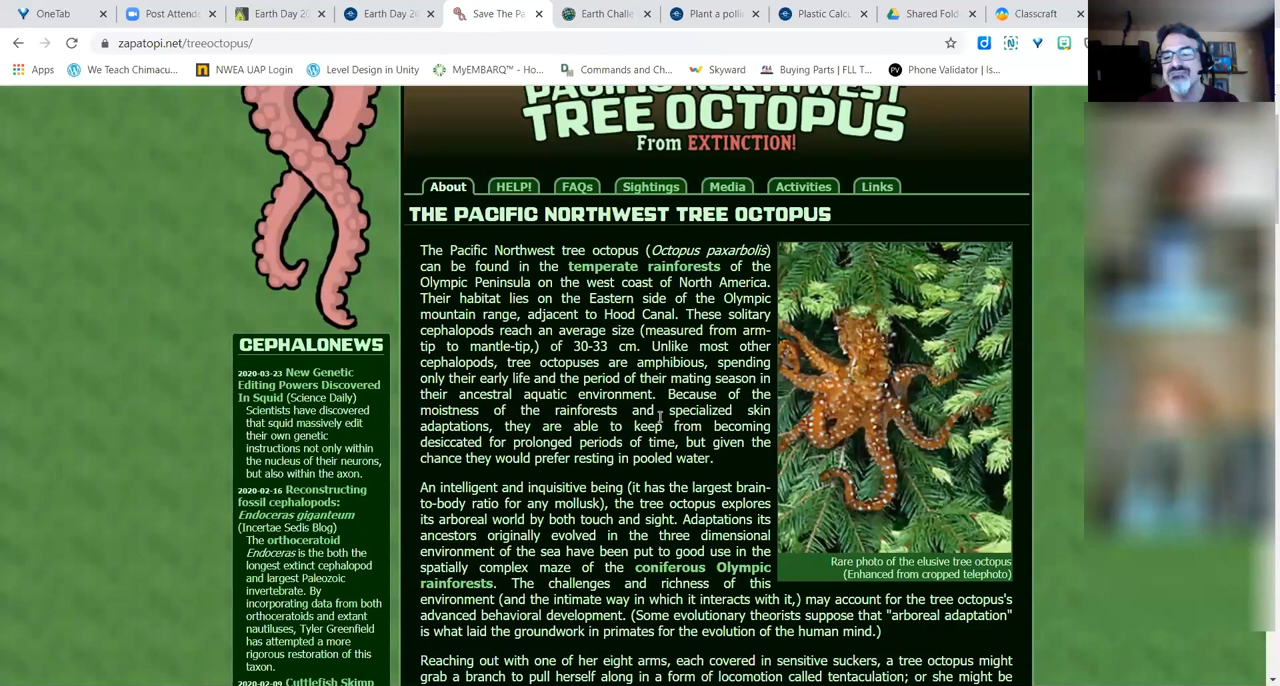 OneTab
Post Attende
Earth Day 20
Earth Day 20
Save The Pa
Earth Challe
Plant a polli
Plastic Calcu
Shared Fold
Classcraft
zapatopi.net/treeoctopus/
Apps
We Teach Chimacu...
NWEA UAP Login
Level Design in Unity
MyEMBARQ™ - Ho...
Commands and Ch...
Skyward
Buying Parts | FLL T...
Phone Validator | Is...
PACIFIC NORTHWEST
TREE OCTOPUS
From EXTINCTION!
About
HELP!
FAQs
Sightings
Media
Activities
Links
THE PACIFIC NORTHWEST TREE OCTOPUS
The Pacific Northwest tree octopus (Octopus paxarbolis)
can be found in the temperate rainforests of the
Olympic Peninsula on the west coast of North America.
Their habitat lies on the Eastern side of the Olympic
mountain range, adjacent to Hood Canal. These solitary
cephalopods reach an average size (measured from arm-
tip to mantle-tip,) of 30-33 cm. Unlike most other
cephalopods, tree octopuses are amphibious, spending
only their early life and the period of their mating season in
their ancestral aquatic environment. Because of the
moistness of the rainforests and specialized skin
adaptations, they are able to keep from becoming
desiccated for prolonged periods of time, but given the
chance they would prefer resting in pooled water.
An intelligent and inquisitive being (it has the largest brain-
to-body ratio for any mollusk), the tree octopus explores
its arboreal world by both touch and sight. Adaptations its
ancestors originally evolved in the three dimensional
environment of the sea have been put to good use in the
spatially complex maze of the coniferous Olympic
rainforests. The challenges and richness of this
environment (and the intimate way in which it interacts with it,) may account for the tree octopus's
advanced behavioral development. (Some evolutionary theorists suppose that "arboreal adaptation"
is what laid the groundwork in primates for the evolution of the human mind.)
Reaching out with one of her eight arms, each covered in sensitive suckers, a tree octopus might
grab a branch to pull herself along in a form of locomotion called tentaculation; or she might be
Rare photo of the elusive tree octopus
(Enhanced from cropped telephoto)
CEPHALONEWS
2020-03-23 New Genetic
Editing Powers Discovered
In Squid (Science Daily)
Scientists have discovered
that squid massively edit
their own genetic
instructions not only within
the nucleus of their neurons,
but also within the axon.
2020-02-16 Reconstructing
fossil cephalopods:
Endoceras giganteum
(Incertae Sedis Blog)
The orthoceratoid
Endoceras is the both the
longest extinct cephalopod
and largest Paleozoic
invertebrate. By
incorporating data from both
orthoceratoids and extant
nautiluses, Tyler Greenfield
has attempted a more
rigorous restoration of this
taxon.
2020-02-09 Cuttlefish Skimp